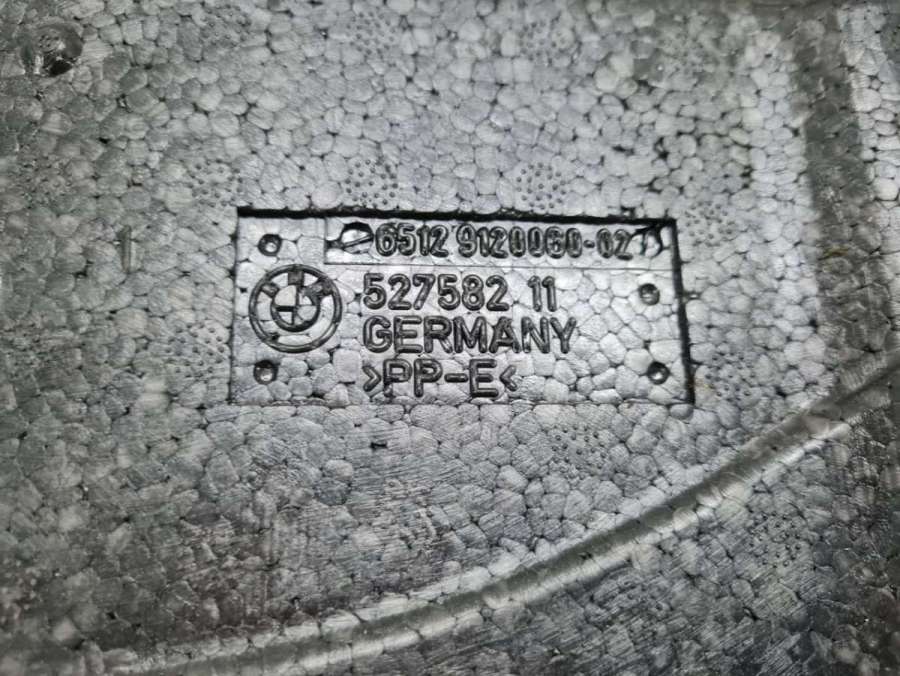 6512 9120060-02
527582 11
GERMANY
>PP-E<